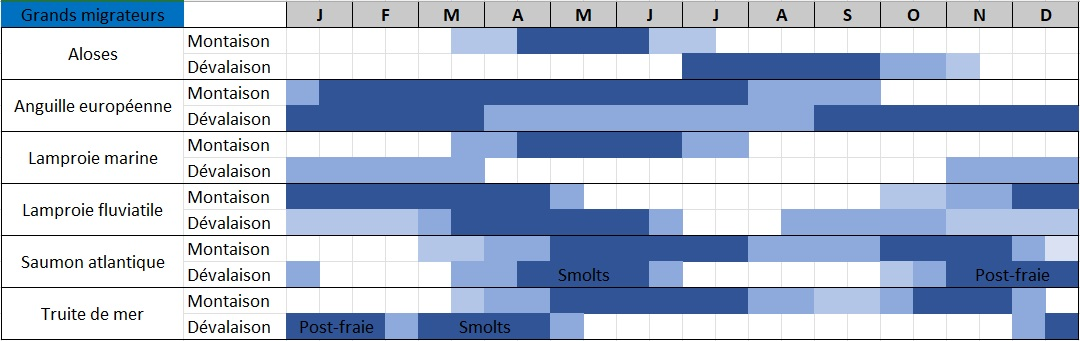 Grands migrateurs J F M A M J J A S O N D
Aloses
Montaison
Dévalaison
Anguille européenne
Montaison
Dévalaison
Lamproie marine
Montaison
Dévalaison
Lamproie fluviatile
Montaison
Dévalaison
Saumon atlantique
Montaison
Dévalaison Smolts Post-fraie
Truite de mer
Montaison
Dévalaison Post-fraie Smolts